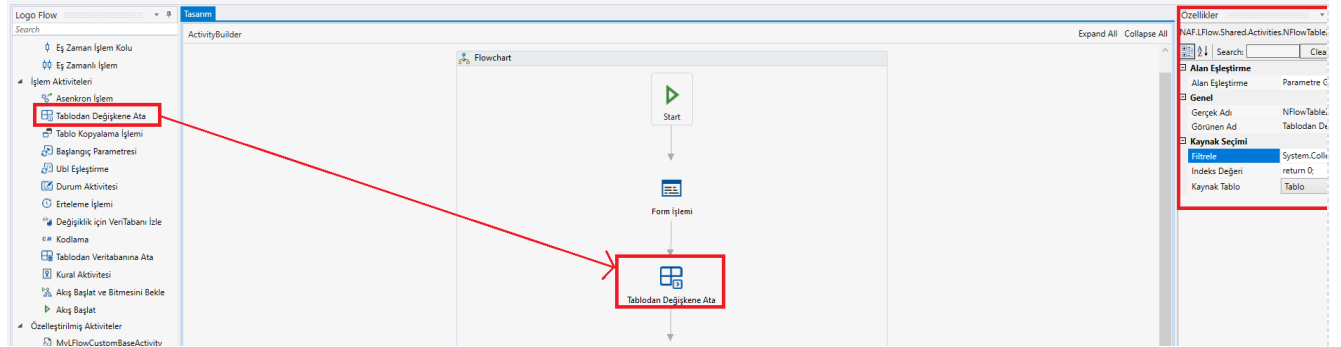 Logo Flow
Search
Eş Zaman İşlem Kolu
Eş Zamanlı İşlem
İşlem Aktiviteleri
Asenkron İşlem
Tablodan Değişkene Ata
Tablo Kopyalama İşlemi
Başlangıç Parametresi
Ubl Eşleştirme
Durum Aktivitesi
Erteleme İşlemi
Değişiklik için VeriTabanı İzle
Kodlama
Tablodan Veritabanına Ata
Kural Aktivitesi
Akış Başlat ve Bitmesini Bekle
Akış Başlat
Özelleştirilmiş Aktiviteler
MyLFlowCustomBaseActivity
Tasarım
ActivityBuilder
Expand All Collapse All
Flowchart
Start
Form İşlemi
Tablodan Değişkene Ata
Özellikler
NAF.LFlow.Shared.Activities.NFlowTable
Search: Clea
Alan Eşleştirme
Alan Eşleştirme Parametre G
Genel
Gerçek Adı NFlowTable
Görünen Ad Tablodan De
Kaynak Seçimi
Filtrele System.Colle
Indeks Değeri return 0;
Kaynak Tablo Tablo